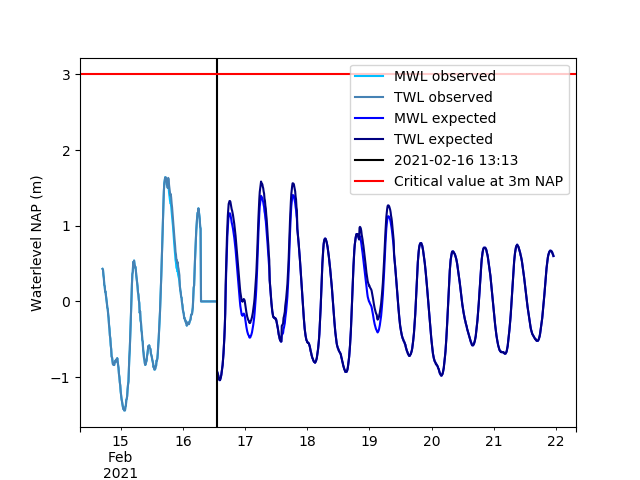 MWL observed
TWL observed
MWL expected
TWL expected
2021-02-16 13:13
Critical value at 3m NAP
Waterlevel NAP (m)
3
2
1
0
−1
15 16 17 18 19 20 21 22
Feb
2021